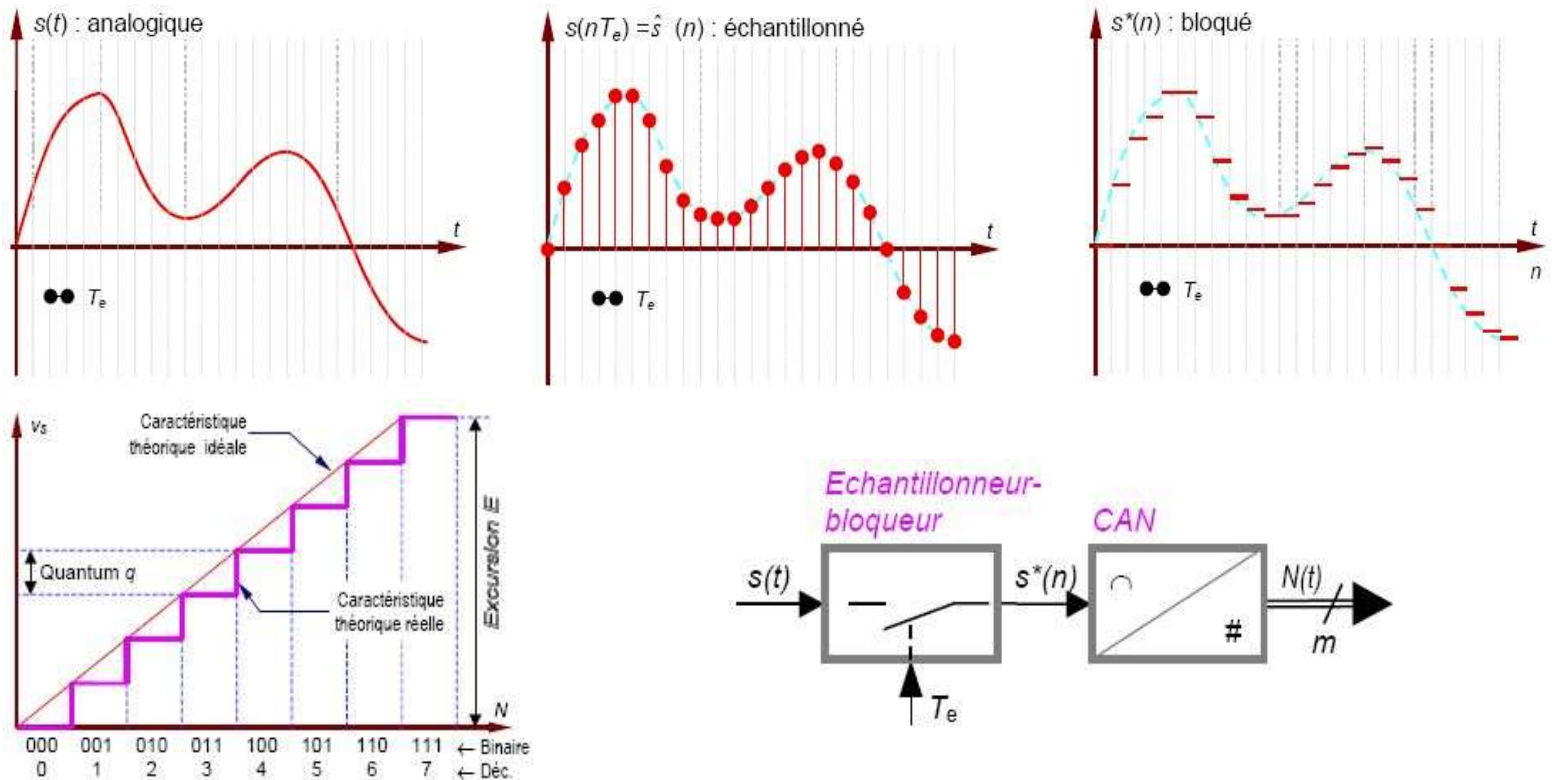 s(t) : analogique
t
Te
s(nTe) = ŝ (n) : échantillonné
t
Te
s*(n) : bloqué
t
n
Te
vs
Caractéristique
théorique idéale
Quantum q
Caractéristique
théorique réelle
Excursion E
N
000 001 010 011 100 101 110 111 ← Binaire
0 1 2 3 4 5 6 7 ← Déc.
Echantillonneur-
bloqueur
CAN
s(t)
s*(n)
N(t)
#
m
Te